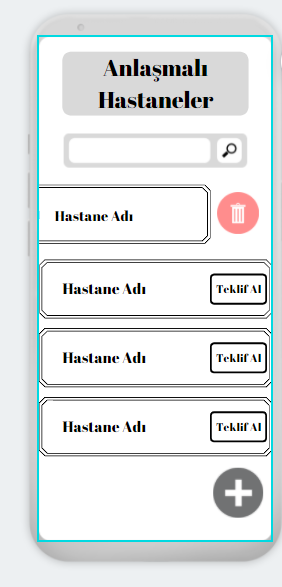 Anlaşmalı
Hastaneler
Hastane Adı
Hastane Adı
Teklif Al
Hastane Adı
Teklif Al
Hastane Adı
Teklif Al